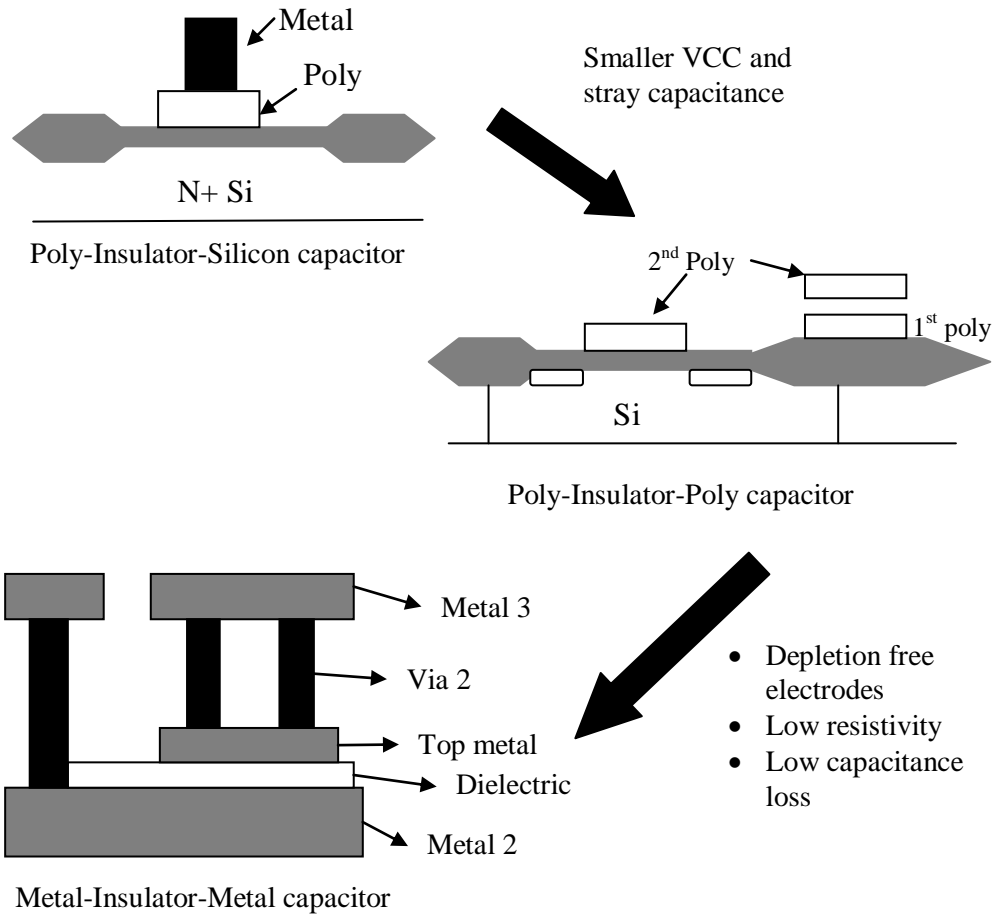 Metal
Poly
Smaller VCC and
stray capacitance
N+ Si
Poly-Insulator-Silicon capacitor
2nd Poly
1st poly
Si
Poly-Insulator-Poly capacitor
Metal 3
Via 2
Top metal
Dielectric
Metal 2
• Depletion free
electrodes
• Low resistivity
• Low capacitance
loss
Metal-Insulator-Metal capacitor